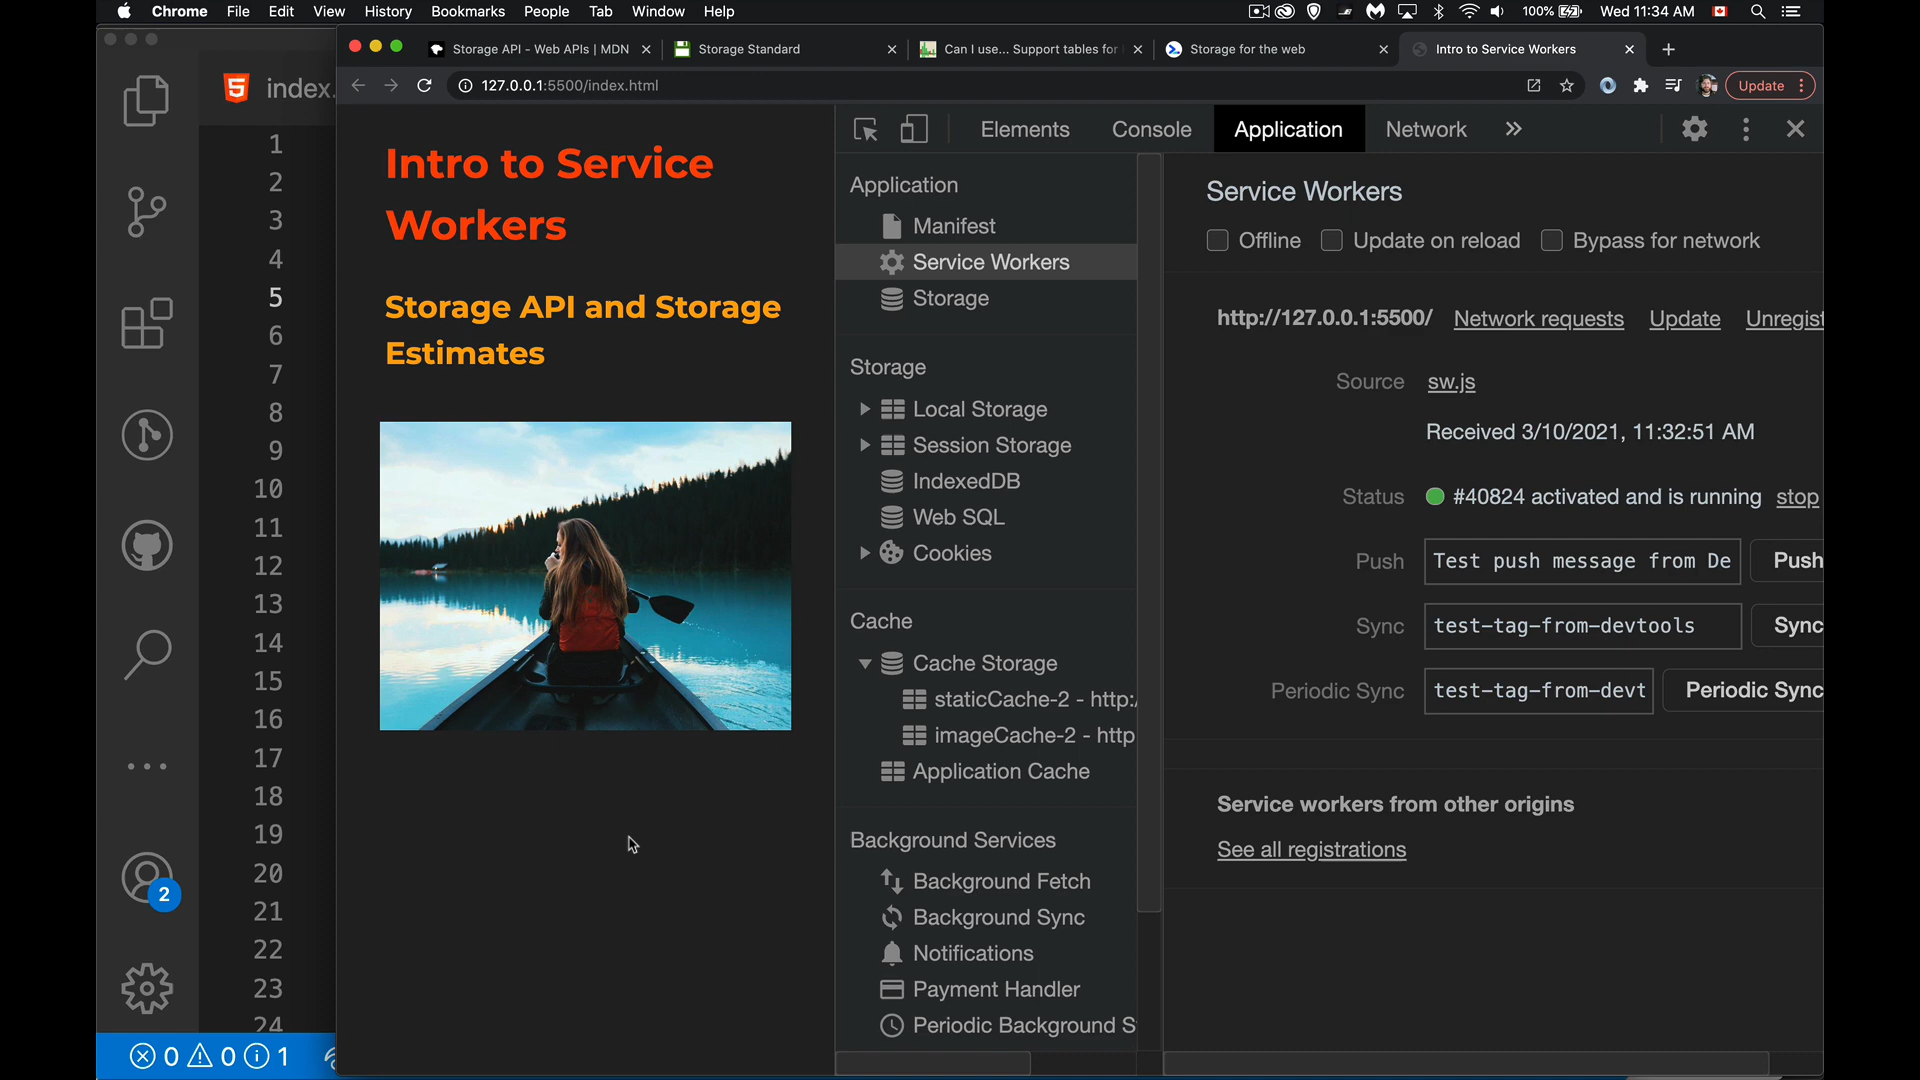 Chrome File Edit View History Bookmarks People Tab Window Help 100% Wed 11:34 AM
Storage API - Web APIs | MDN Storage Standard Can I use... Support tables for Storage for the web Intro to Service Workers
127.0.0.1:5500/index.html Update
index.
1
2
3
4
5
6
7
8
9
10
11
12
13
14
15
16
17
18
19
20
21
22
23
24
2
0 0 1
Intro to Service
Workers
Storage API and Storage
Estimates
Elements Console Application Network
Application
Manifest
Service Workers
Storage
Storage
Local Storage
Session Storage
IndexedDB
Web SQL
Cookies
Cache
Cache Storage
staticCache-2 - http:/
imageCache-2 - http
Application Cache
Background Services
Background Fetch
Background Sync
Notifications
Payment Handler
Periodic Background S
Service Workers
Offline Update on reload Bypass for network
http://127.0.0.1:5500/ Network requests Update Unregist
Source sw.js
Received 3/10/2021, 11:32:51 AM
Status #40824 activated and is running stop
Push Test push message from De Push
Sync test-tag-from-devtools Sync
Periodic Sync test-tag-from-devt Periodic Sync
Service workers from other origins
See all registrations